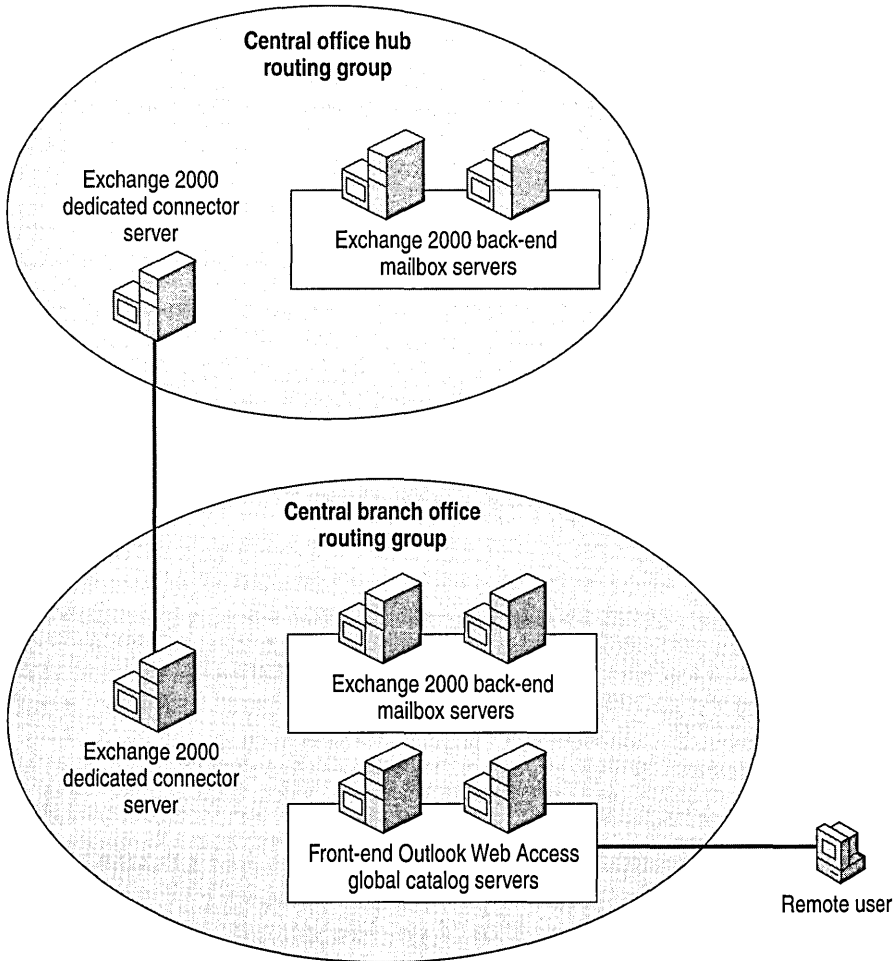 Central office hub
routing group
Exchange 2000
dedicated connector
server
Exchange 2000 back-end
mailbox servers
Central branch office
routing group
Exchange 2000 back-end
mailbox servers
Exchange 2000
dedicated connector
server
Front-end Outlook Web Access
global catalog servers
Remote user